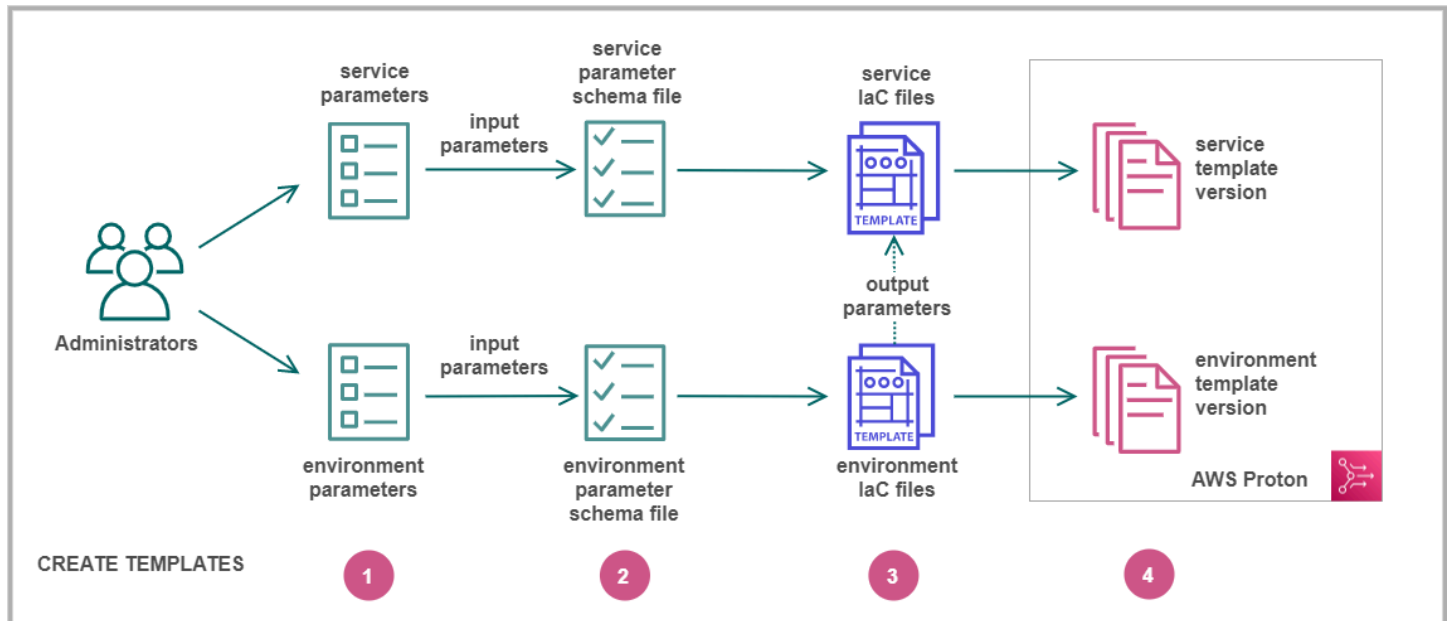 service
parameters
input
parameters
service
parameter
schema file
service
IaC files
TEMPLATE
service
template
version
Administrators
output
parameters
input
parameters
environment
parameters
environment
parameter
schema file
TEMPLATE
environment
IaC files
environment
template
version
AWS Proton
CREATE TEMPLATES
1
2
3
4